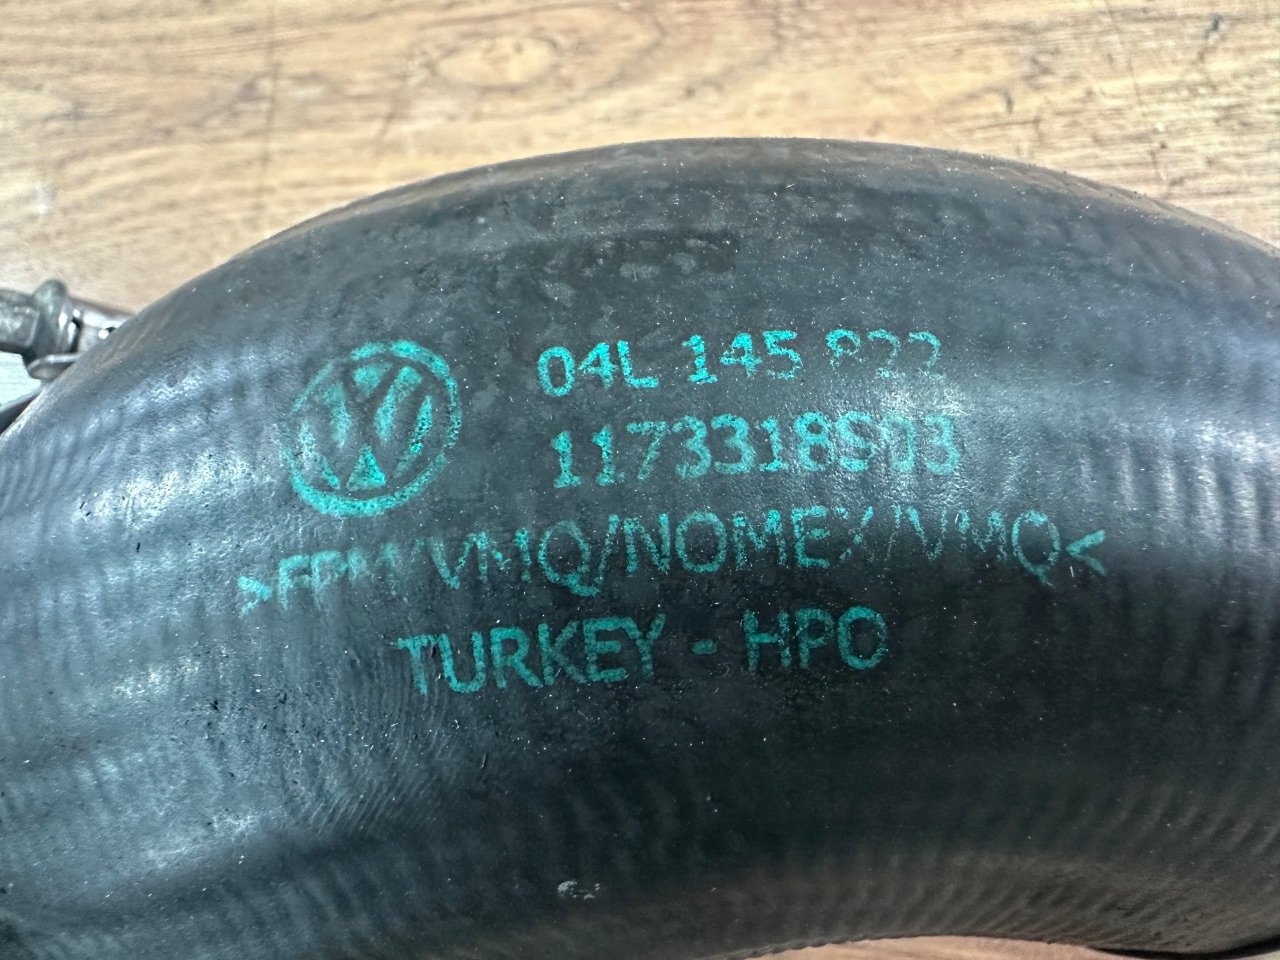 04L 145 822
1173318903
>FPM/VMQ/NOMEX/VMQ<
TURKEY - HPO